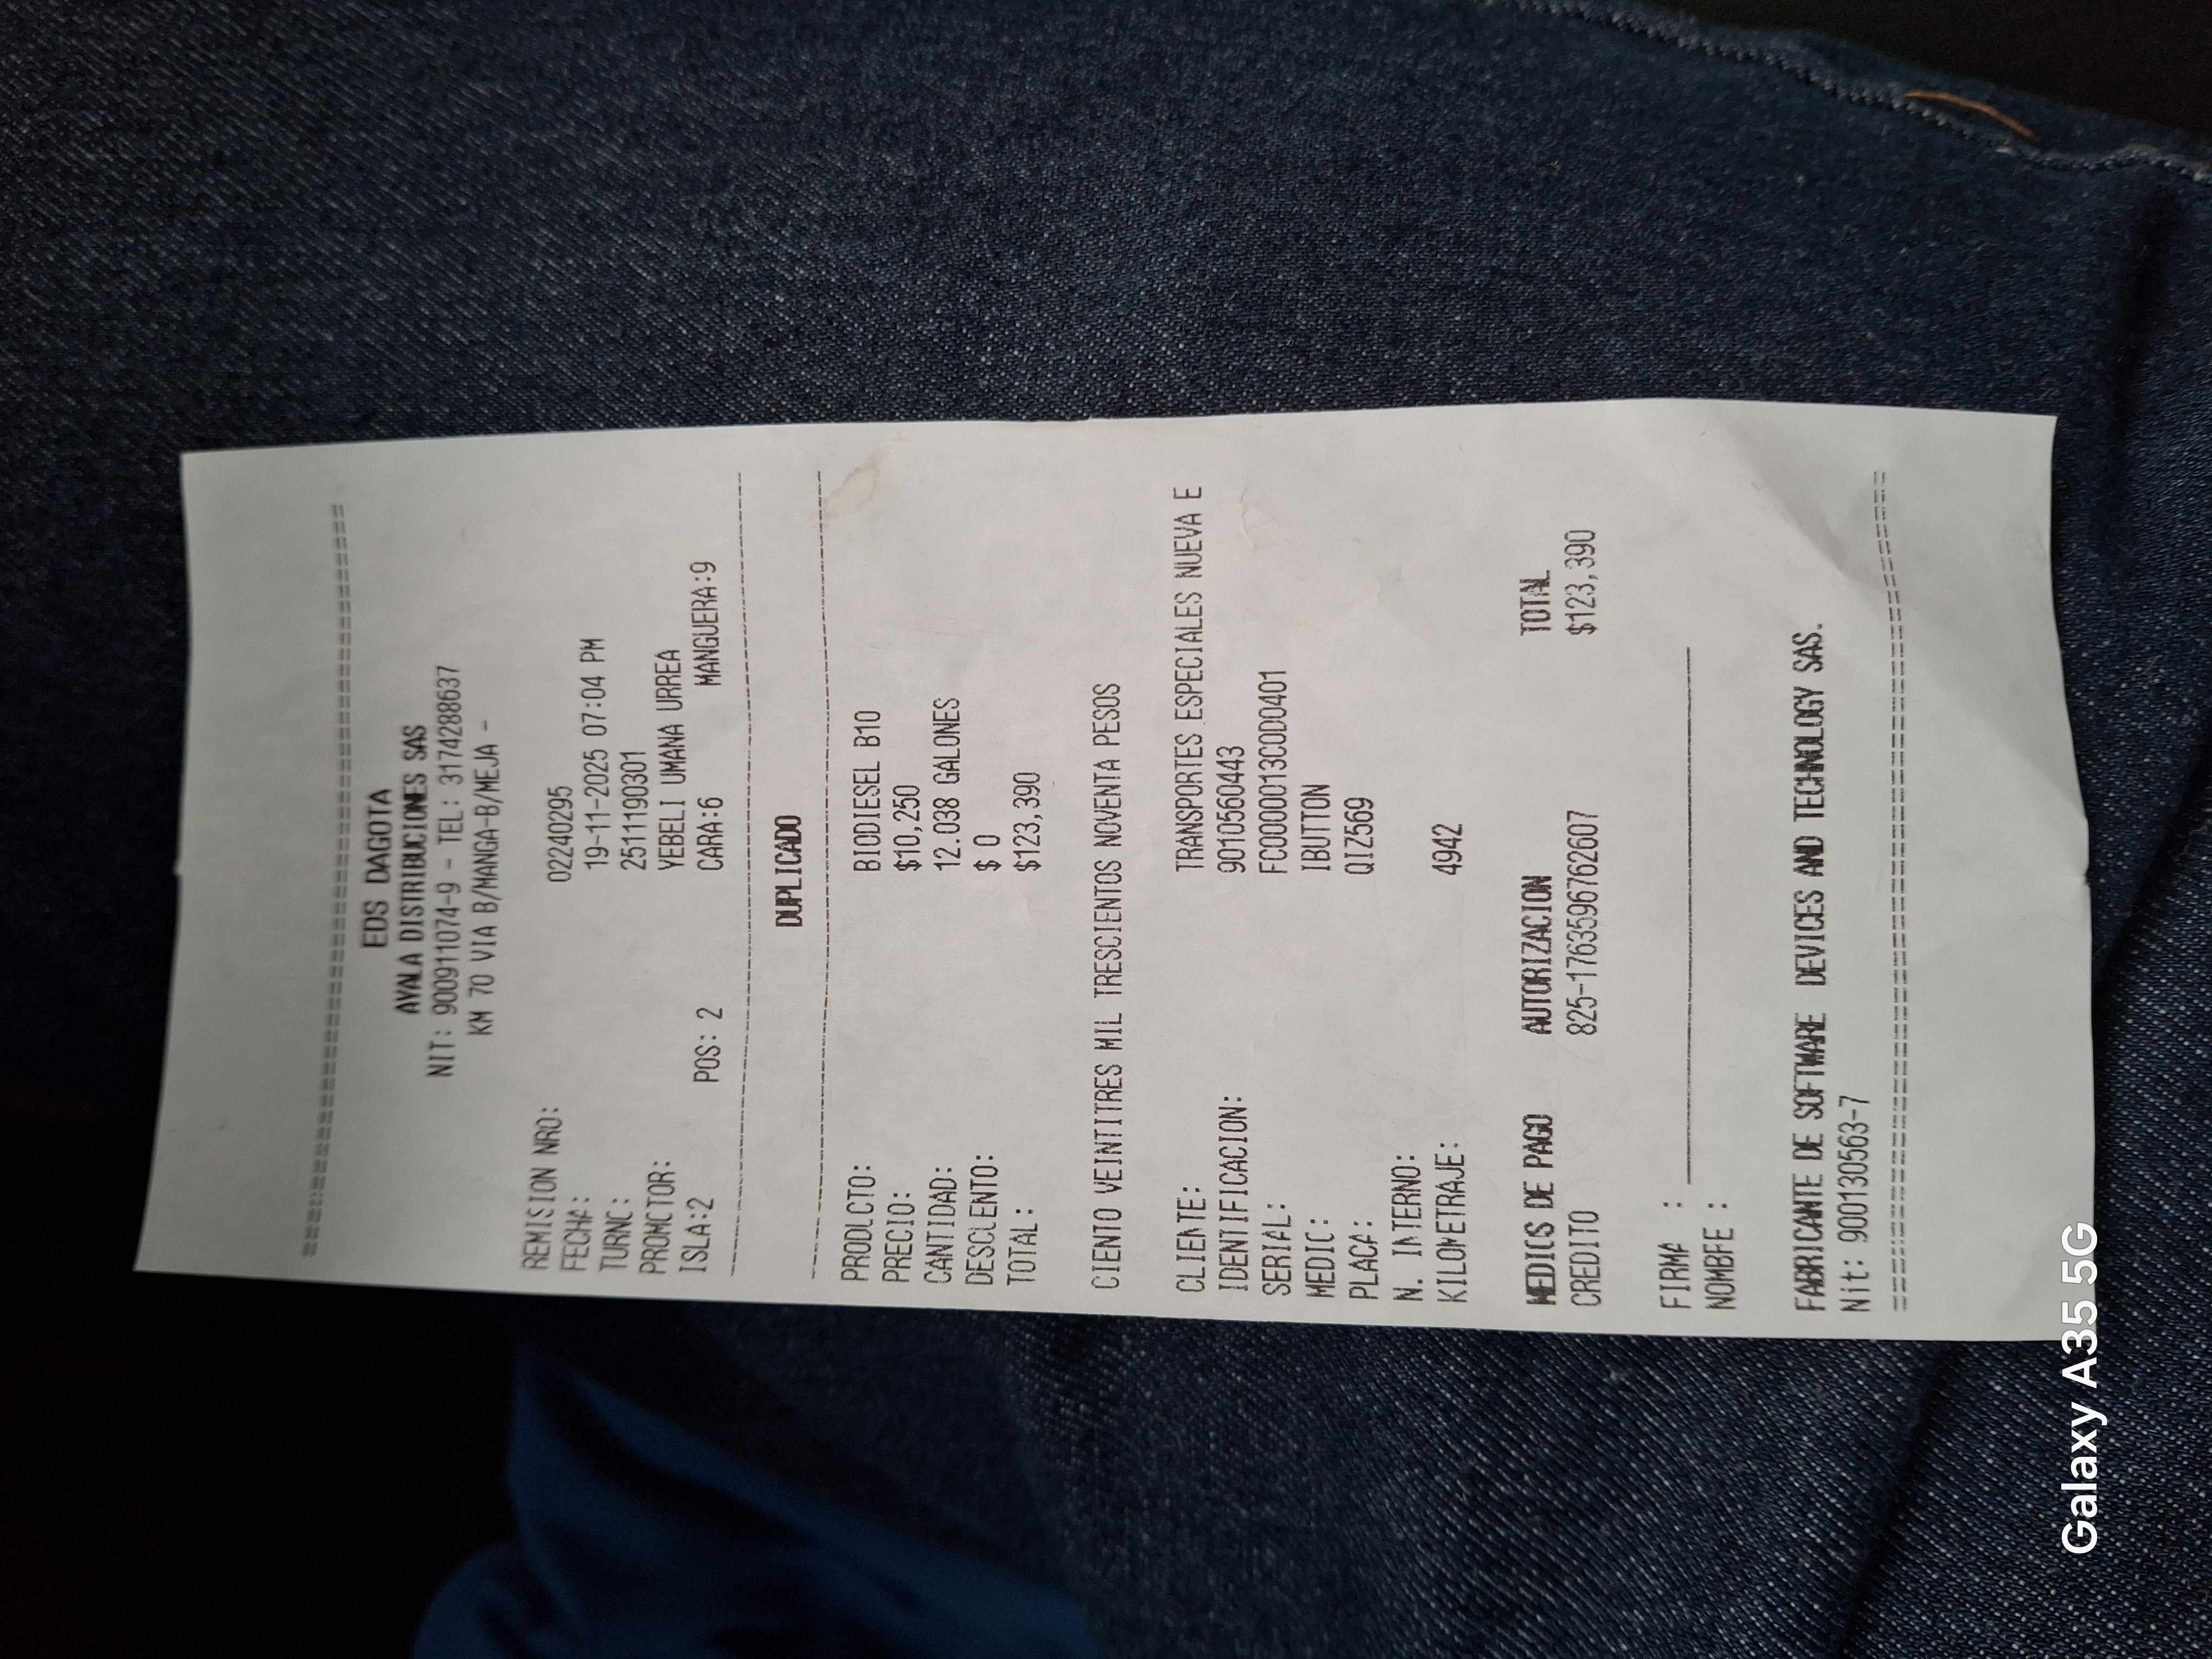 ================================================
EDS DAGOTA
AYALA DISTRIBUCIONES SAS
NIT: 900911074-9 - TEL: 3174288637
KM 70 VIA B/MANGA-B/MEJA -
REMISION NRO: 02240295
FECHA: 19-11-2025 07:04 PM
TURNO: 2511190301
PROMOTOR: YEBELI UMANA URREA
ISLA:2 POS: 2 CARA:6 MANGUERA:9
------------------------------------------------
DUPLICADO
------------------------------------------------
PRODUCTO: BIODIESEL B10
PRECIO: $10,250
CANTIDAD: 12.038 GALONES
DESCUENTO: $ 0
TOTAL: $123,390
CIENTO VEINTITRES MIL TRESCIENTOS NOVENTA PESOS
CLIENTE: TRANSPORTES ESPECIALES NUEVA E
IDENTIFICACION: 9010560443
SERIAL: FC0000013C0D0401
MEDIO: IBUTTON
PLACA: QIZ569
N. INTERNO:
KILOMETRAJE: 4942
MEDIOS DE PAGO AUTORIZACION TOTAL
CREDITO 825-1763596762607 $123,390
FIRMA : ____________________
NOMBRE :
FABRICANTE DE SOFTWARE DEVICES AND TECHNOLOGY SAS.
Nit: 900130563-7
================================================
Galaxy A35 5G